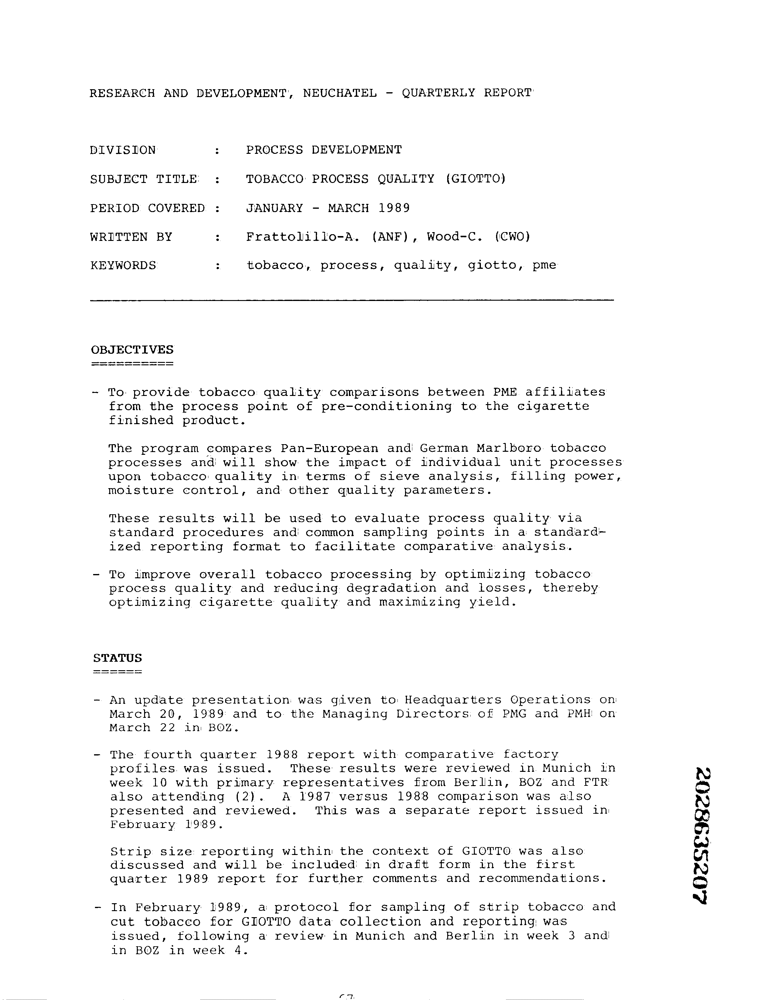 RESEARCH AND DEVELOPMENT, NEUCHATEL - QUARTERLY REPORT
DIVISION : PROCESS DEVELOPMENT
SUBJECT TITLE : TOBACCO PROCESS QUALITY (GIOTTO)
PERIOD COVERED : JANUARY - MARCH 1989
WRITTEN BY : Frattolillo-A. (ANF), Wood-C. (CWO)
KEYWORDS : tobacco, process, quality, giotto, pme
OBJECTIVES
==========
- To provide tobacco quality comparisons between PME affiliates
from the process point of pre-conditioning to the cigarette
finished product.
The program compares Pan-European and German Marlboro tobacco
processes and will show the impact of individual unit processes
upon tobacco quality in terms of sieve analysis, filling power,
moisture control, and other quality parameters.
These results will be used to evaluate process quality via
standard procedures and common sampling points in a standard-
ized reporting format to facilitate comparative analysis.
- To improve overall tobacco processing by optimizing tobacco
process quality and reducing degradation and losses, thereby
optimizing cigarette quality and maximizing yield.
STATUS
======
- An update presentation was given to Headquarters Operations on
March 20, 1989 and to the Managing Directors of PMG and PMH on
March 22 in BOZ.
- The fourth quarter 1988 report with comparative factory
profiles was issued. These results were reviewed in Munich in
week 10 with primary representatives from Berlin, BOZ and FTR
also attending (2). A 1987 versus 1988 comparison was also
presented and reviewed. This was a separate report issued in
February 1989.
Strip size reporting within the context of GIOTTO was also
discussed and will be included in draft form in the first
quarter 1989 report for further comments and recommendations.
- In February 1989, a protocol for sampling of strip tobacco and
cut tobacco for GIOTTO data collection and reporting was
issued, following a review in Munich and Berlin in week 3 and
in BOZ in week 4.
2028635207